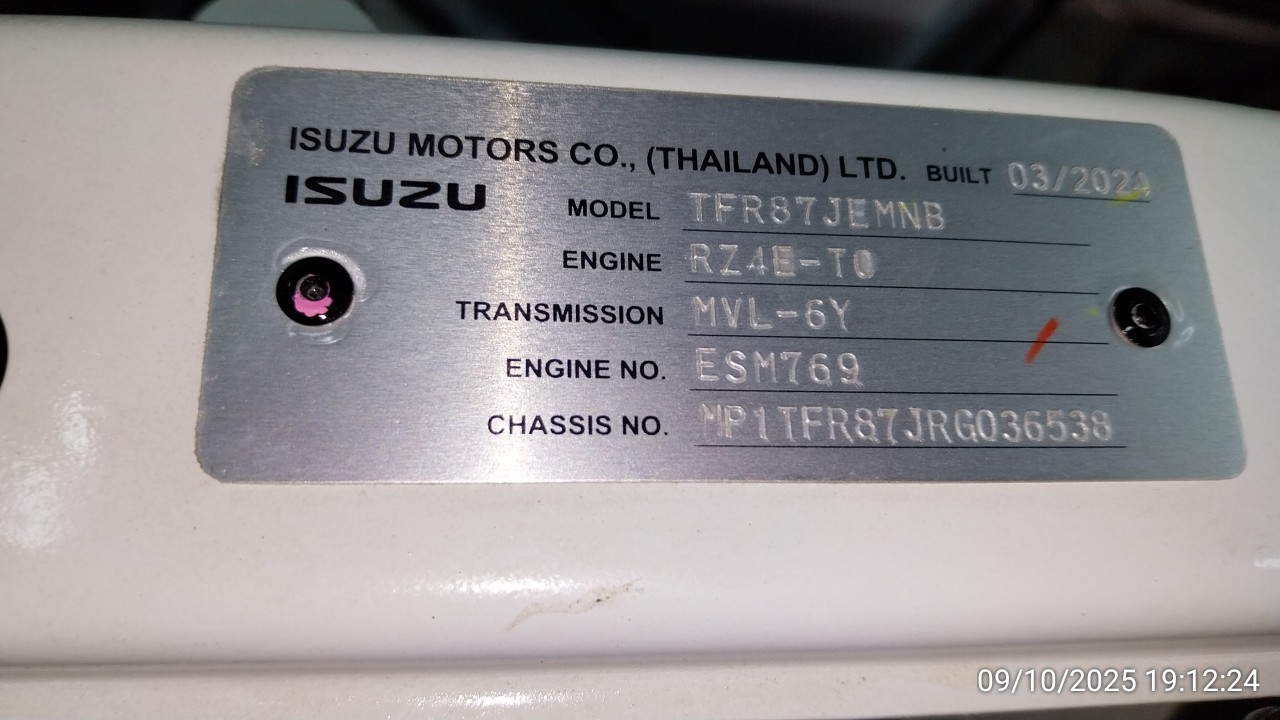 ISUZU MOTORS CO., (THAILAND) LTD. BUILT 03/2024
ISUZU
MODEL TFR87JEMNB
ENGINE RZ4E-T0
TRANSMISSION MVL-6Y
ENGINE NO. ESM769
CHASSIS NO. MP1TFR87JRG036538
09/10/2025 19:12:24